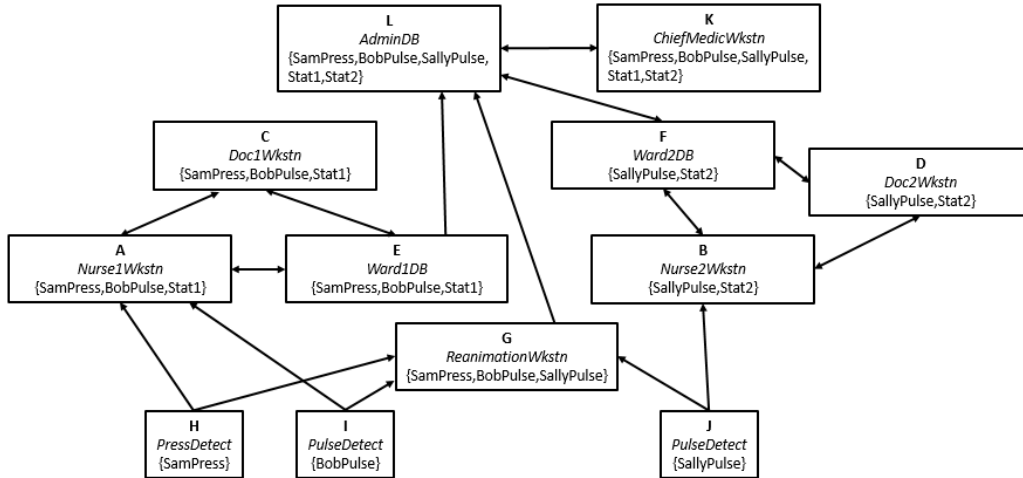 L
AdminDB
{SamPress,BobPulse,SallyPulse,
Stat1,Stat2}
K
ChiefMedicWkstn
{SamPress,BobPulse,SallyPulse,
Stat1,Stat2}
C
Doc1Wkstn
{SamPress,BobPulse,Stat1}
F
Ward2DB
{SallyPulse,Stat2}
D
Doc2Wkstn
{SallyPulse,Stat2}
A
Nurse1Wkstn
{SamPress,BobPulse,Stat1}
E
Ward1DB
{SamPress,BobPulse,Stat1}
B
Nurse2Wkstn
{SallyPulse,Stat2}
G
ReanimationWkstn
{SamPress,BobPulse,SallyPulse}
H
PressDetect
{SamPress}
I
PulseDetect
{BobPulse}
J
PulseDetect
{SallyPulse}